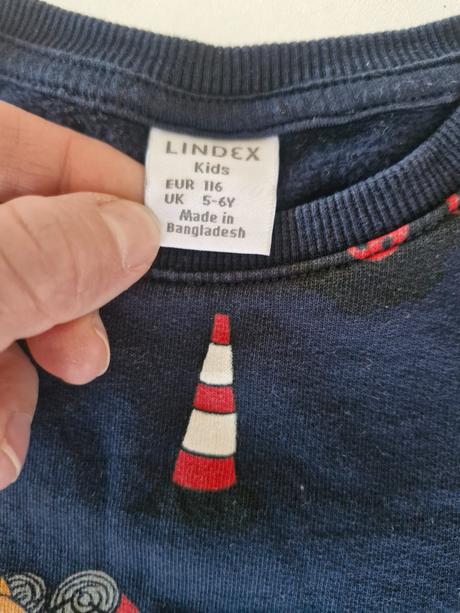 LINDEX
Kids
EUR 116
UK 5-6Y
Made in
Bangladesh